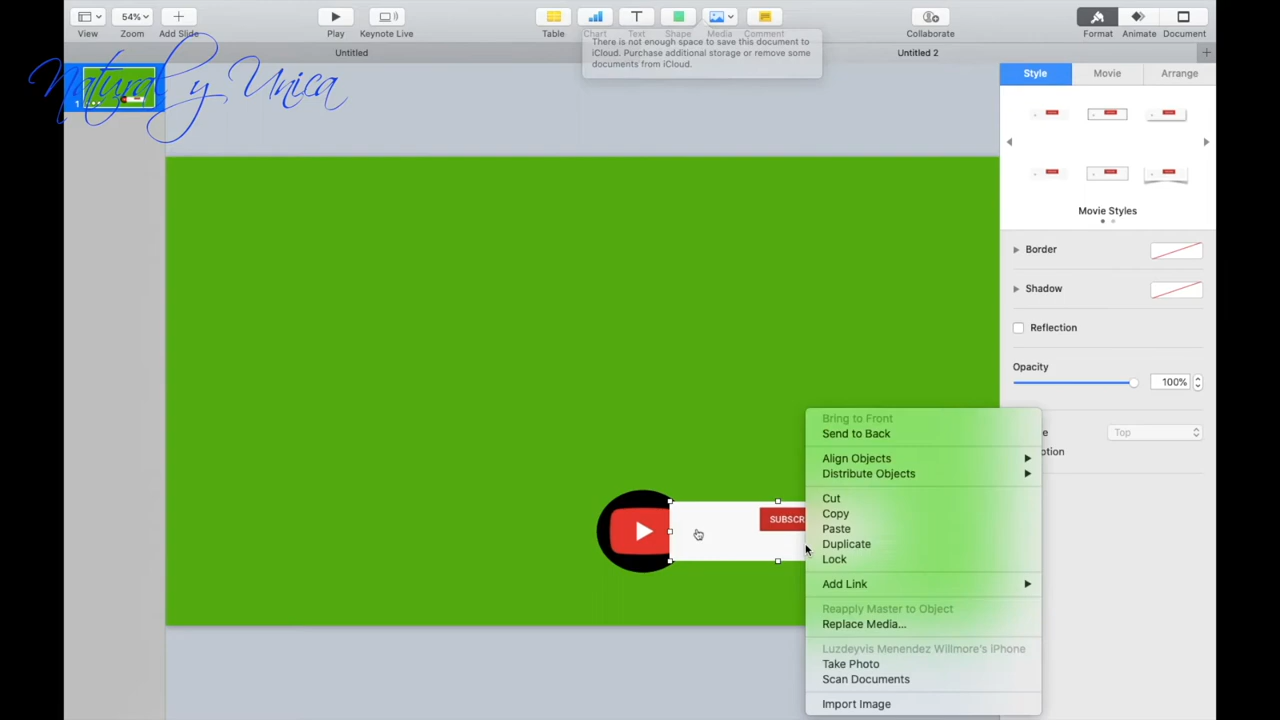 54%
View
Zoom
Add Slide
Play
Keynote Live
Table
Chart
Text
Shape
Media
Comment
Collaborate
Format
Animate
Document
Untitled
Untitled 2
There is not enough space to save this document to
iCloud. Purchase additional storage or remove some
documents from iCloud.
Natural y Unica
1
Style
Movie
Arrange
Movie Styles
Border
Shadow
Reflection
Opacity
100%
Top
Bring to Front
Send to Back
Align Objects
Distribute Objects
Cut
Copy
Paste
Duplicate
Lock
Add Link
Reapply Master to Object
Replace Media...
Luzdeyvis Menendez Willmore's iPhone
Take Photo
Scan Documents
Import Image
SUBSCR